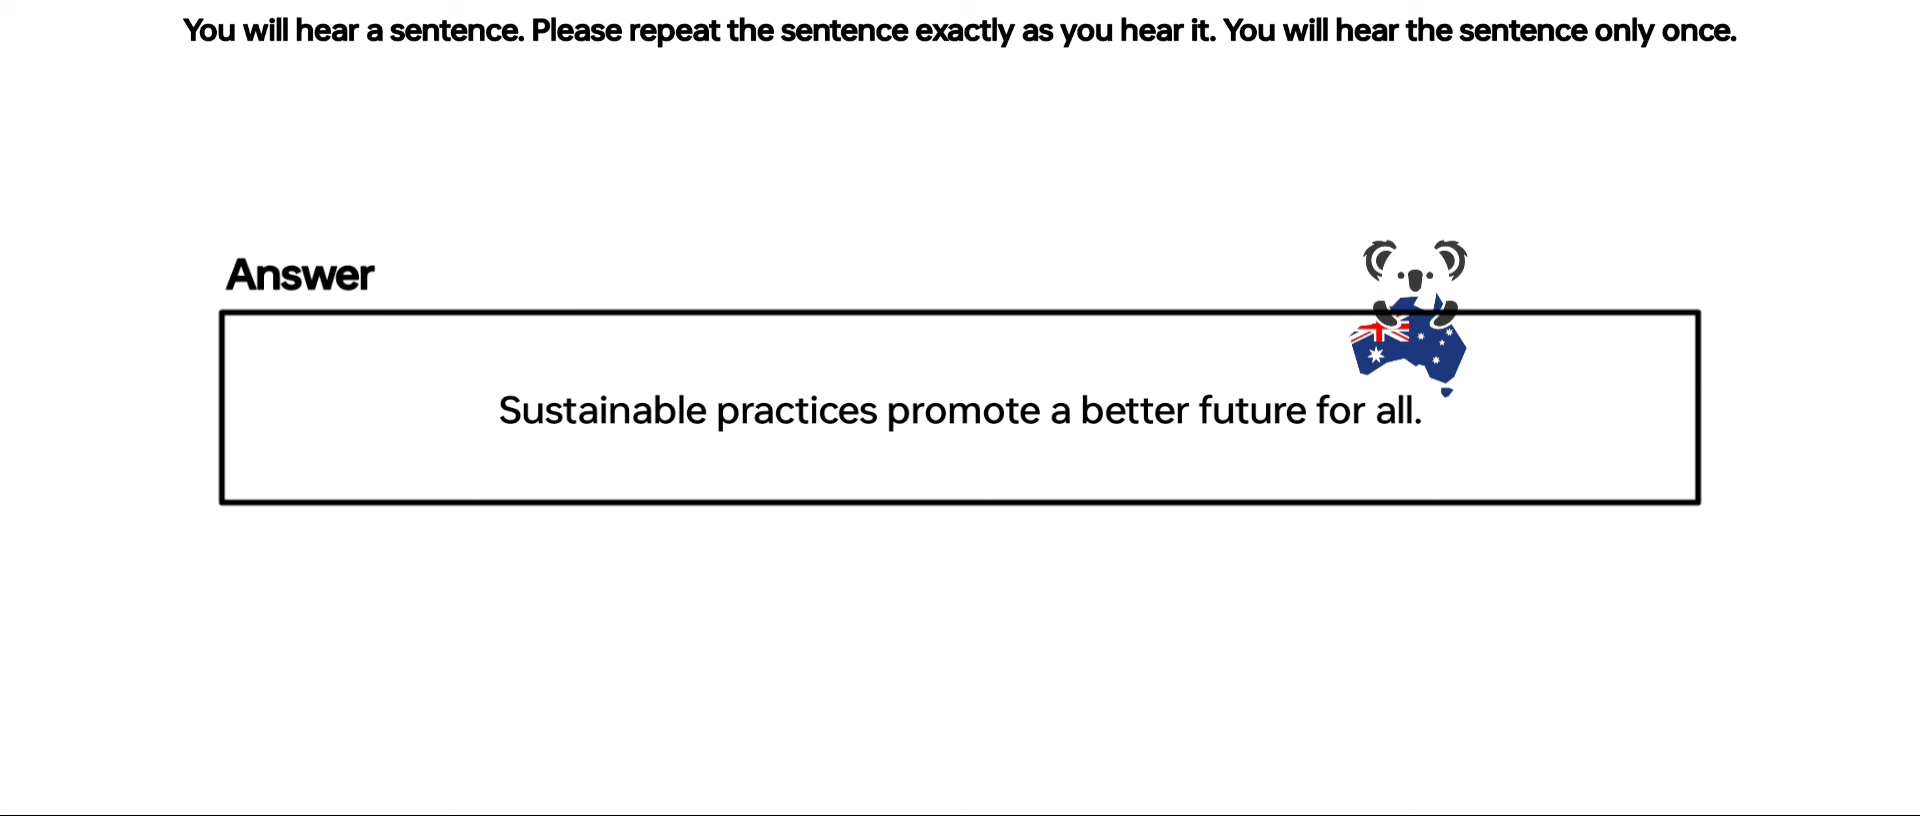 You will hear a sentence. Please repeat the sentence exactly as you hear it. You will hear the sentence only once.
Answer
Sustainable practices promote a better future for all.